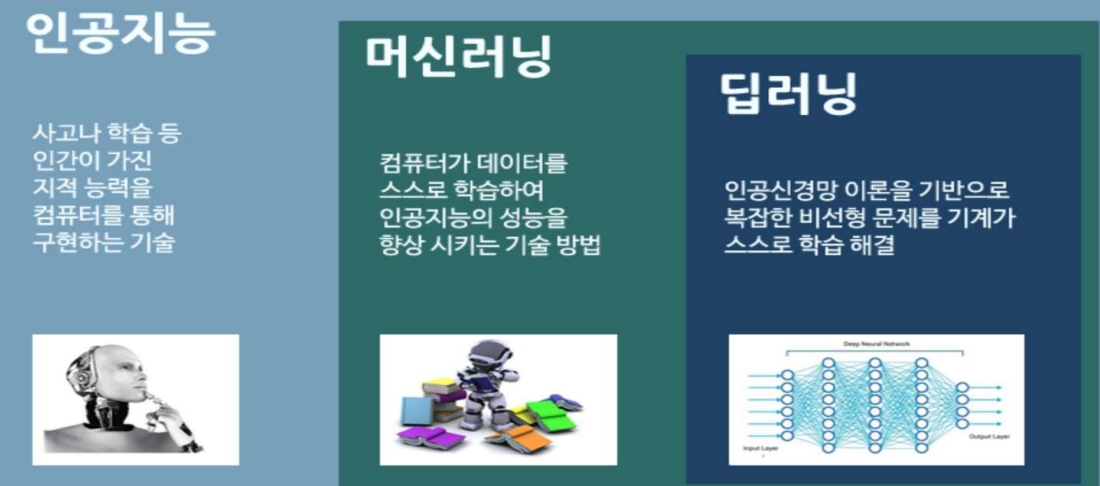 인공지능
사고나 학습 등
인간이 가진
지적 능력을
컴퓨터를 통해
구현하는 기술
머신러닝
컴퓨터가 데이터를
스스로 학습하여
인공지능의 성능을
향상 시키는 기술 방법
딥러닝
인공신경망 이론을 기반으로
복잡한 비선형 문제를 기계가
스스로 학습 해결
Deep Neural Network
Input Layer
Output Layer